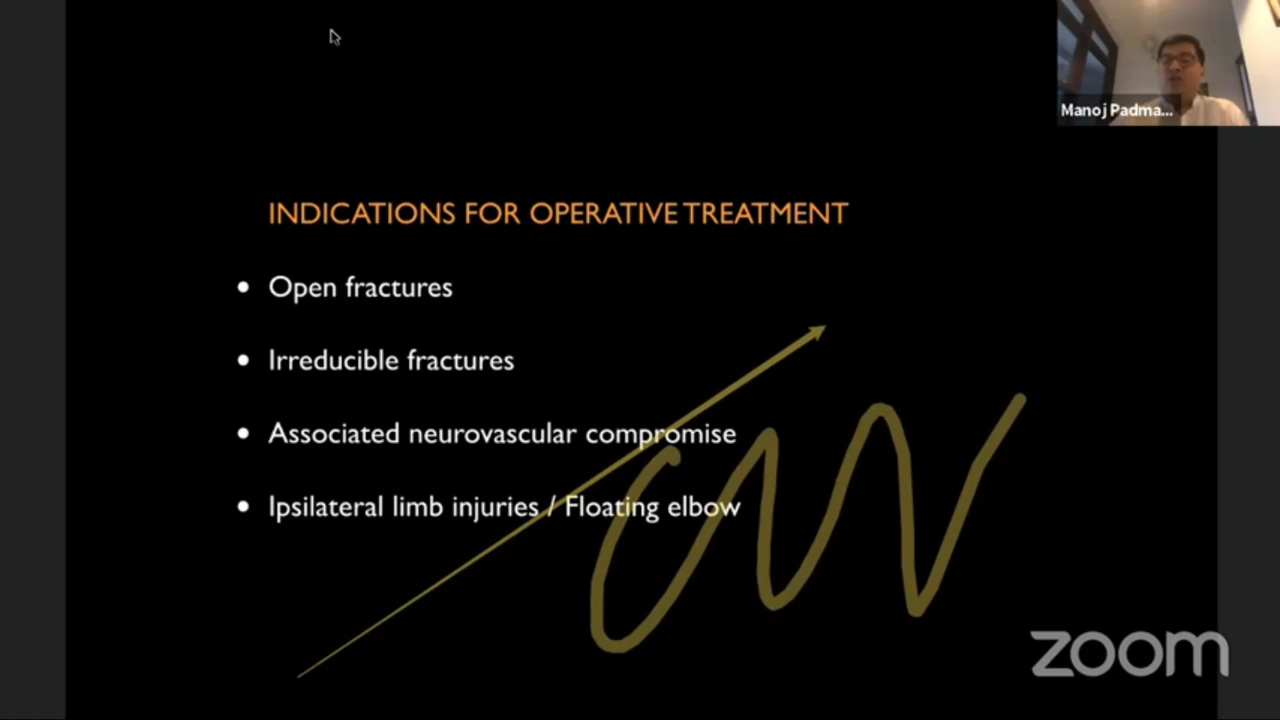 Manoj Padma...
INDICATIONS FOR OPERATIVE TREATMENT
• Open fractures
• Irreducible fractures
• Associated neurovascular compromise
• Ipsilateral limb injuries / Floating elbow
zoom